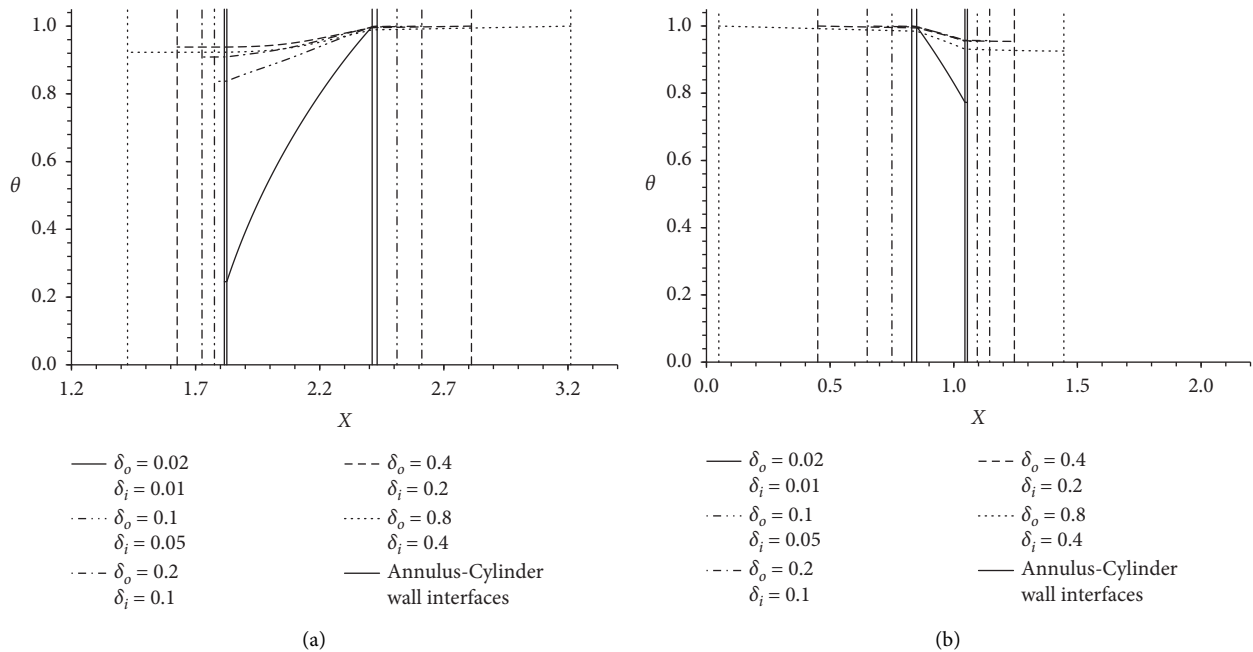 1.0
0.8
0.6
θ
0.4
0.2
0.0
1.2 1.7 2.2 2.7 3.2
X
δo = 0.02
δi = 0.01
δo = 0.1
δi = 0.05
δo = 0.2
δi = 0.1
δo = 0.4
δi = 0.2
δo = 0.8
δi = 0.4
Annulus-Cylinder
wall interfaces
(a)
1.0
0.8
0.6
θ
0.4
0.2
0.0
0.0 0.5 1.0 1.5 2.0
X
δo = 0.02
δi = 0.01
δo = 0.1
δi = 0.05
δo = 0.2
δi = 0.1
δo = 0.4
δi = 0.2
δo = 0.8
δi = 0.4
Annulus-Cylinder
wall interfaces
(b)